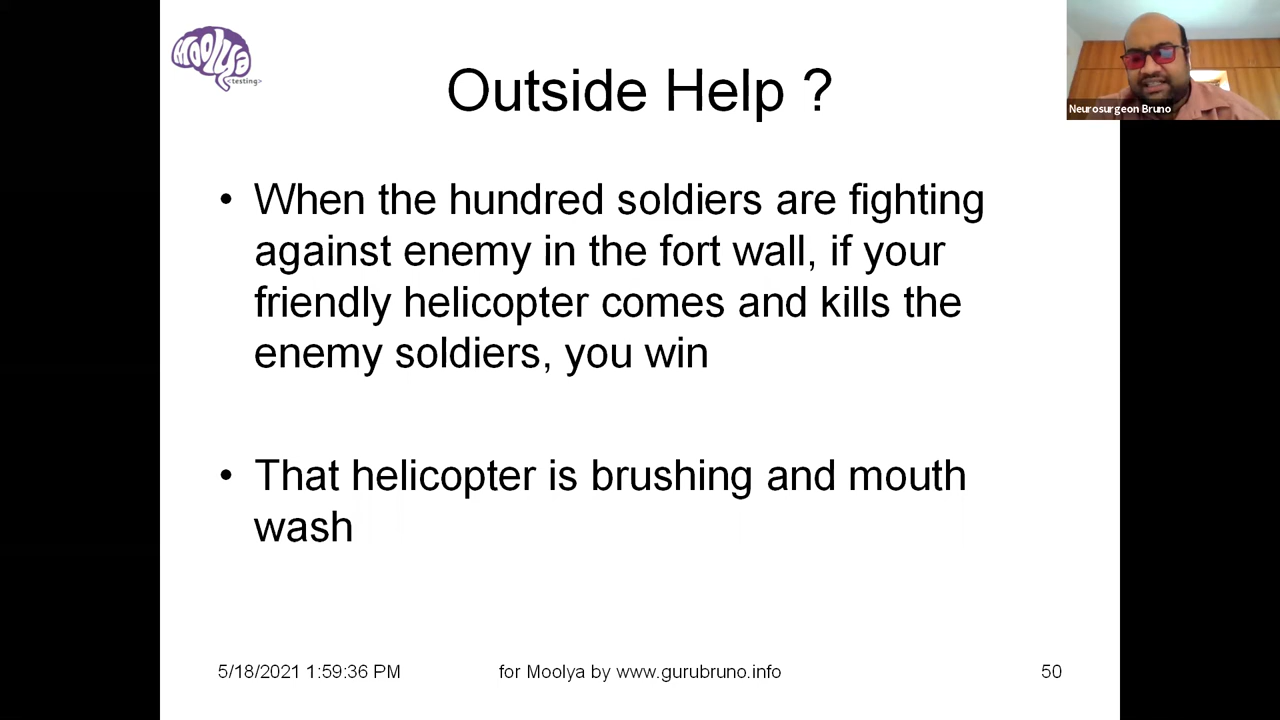 Moolya
<testing>
Outside Help ?
Neurosurgeon Bruno
• When the hundred soldiers are fighting
against enemy in the fort wall, if your
friendly helicopter comes and kills the
enemy soldiers, you win
• That helicopter is brushing and mouth
wash
5/18/2021 1:59:36 PM
for Moolya by www.gurubruno.info
50